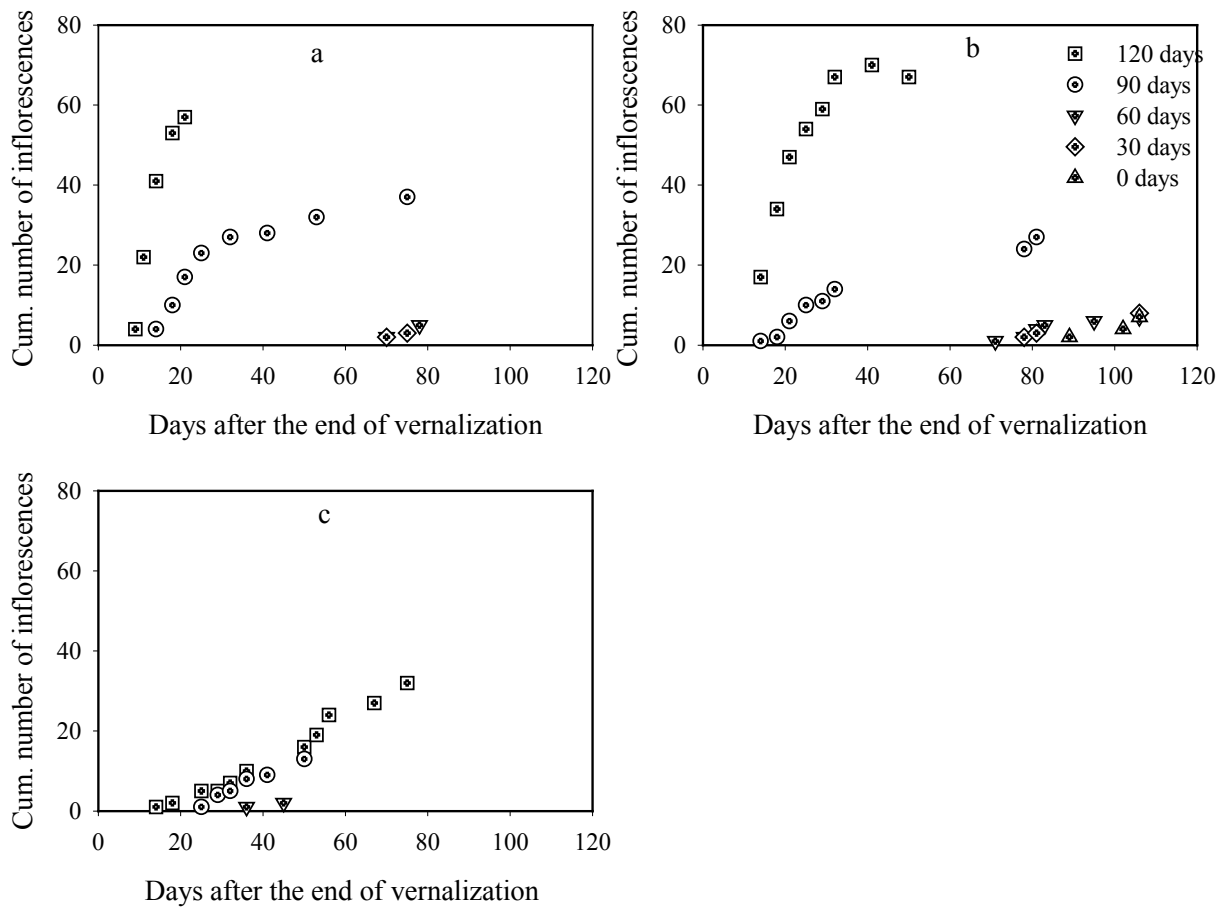 a
Cum. number of inflorescences
80
60
40
20
0
0 20 40 60 80 100 120
Days after the end of vernalization
b
Cum. number of inflorescences
80
60
40
20
0
120 days
90 days
60 days
30 days
0 days
0 20 40 60 80 100 120
Days after the end of vernalization
c
Cum. number of inflorescences
80
60
40
20
0
0 20 40 60 80 100 120
Days after the end of vernalization